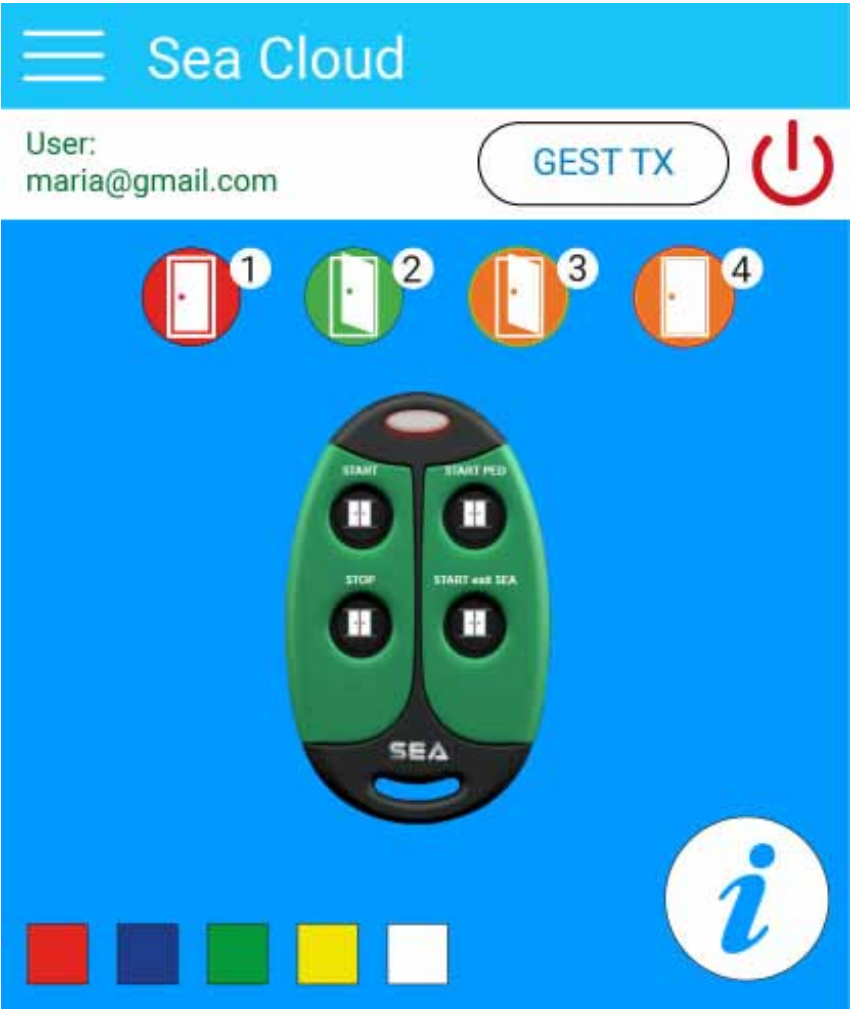 Sea Cloud
User:
maria@gmail.com
GEST TX
1 2 3 4
START START PED
STOP START exit SEA
SEA
i